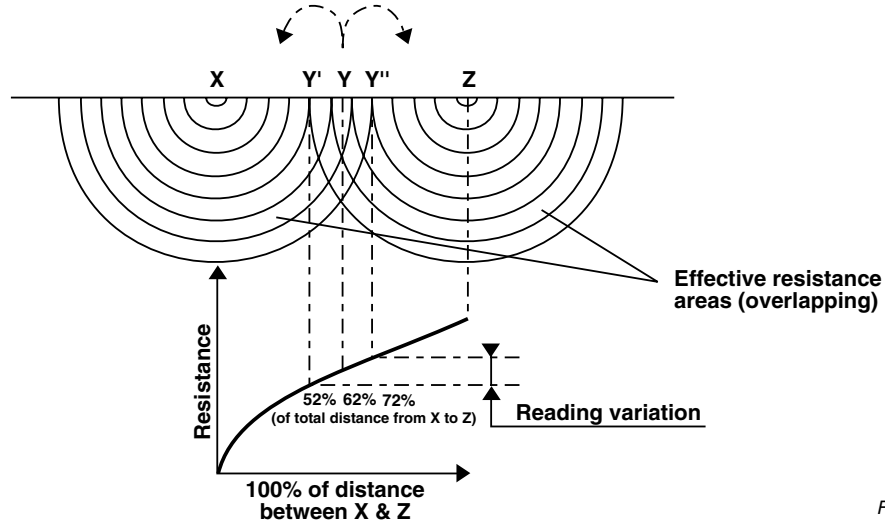 X Y' Y Y'' Z
Effective resistance
areas (overlapping)
Resistance
52% 62% 72%
(of total distance from X to Z)
Reading variation
100% of distance
between X & Z